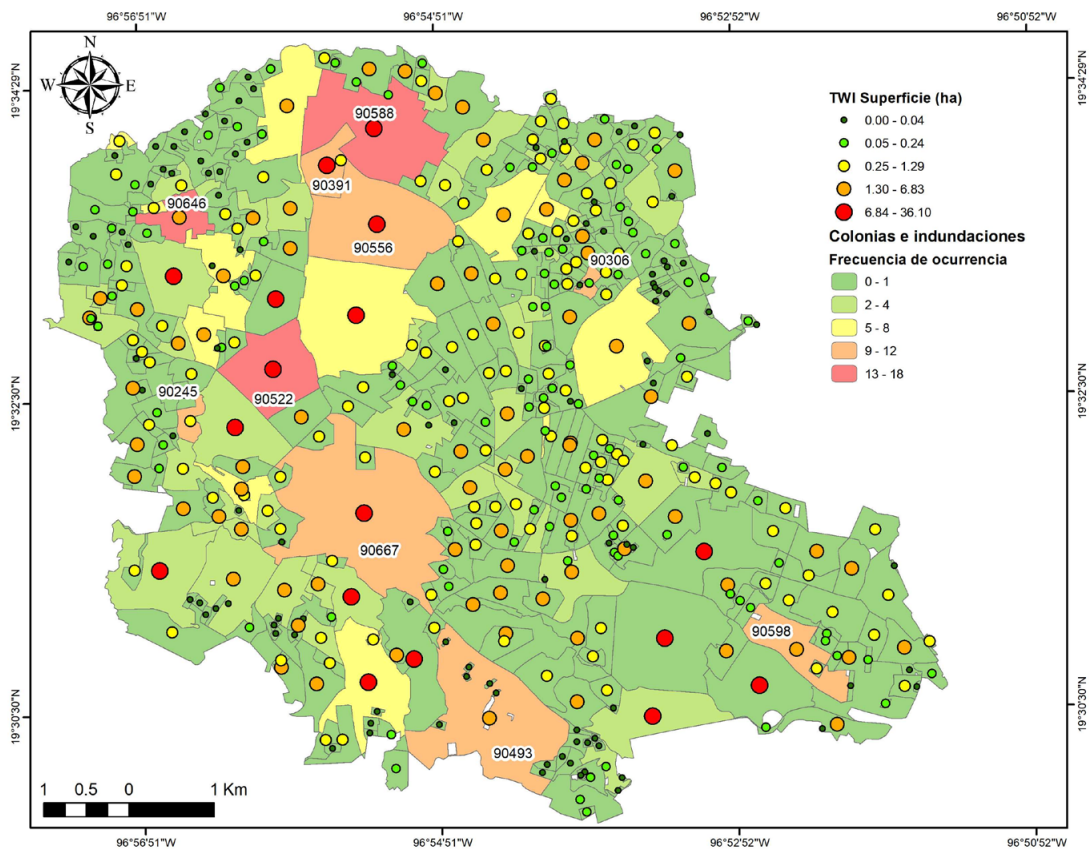 96°56'51"W 96°54'51"W 96°52'52"W 96°50'52"W
N
W E
S
19°34'29"N 19°34'29"N
TWI Superficie (ha)
0.00 - 0.04
0.05 - 0.24
0.25 - 1.29
1.30 - 6.83
6.84 - 36.10
Colonias e indundaciones
Frecuencia de ocurrencia
0 - 1
2 - 4
5 - 8
9 - 12
13 - 18
90588
90391
90646
90556
90306
90245
90522
19°32'30"N 19°32'30"N
90667
90598
90493
19°30'30"N 19°30'30"N
1 0.5 0 1 Km
96°56'51"W 96°54'51"W 96°52'52"W 96°50'52"W